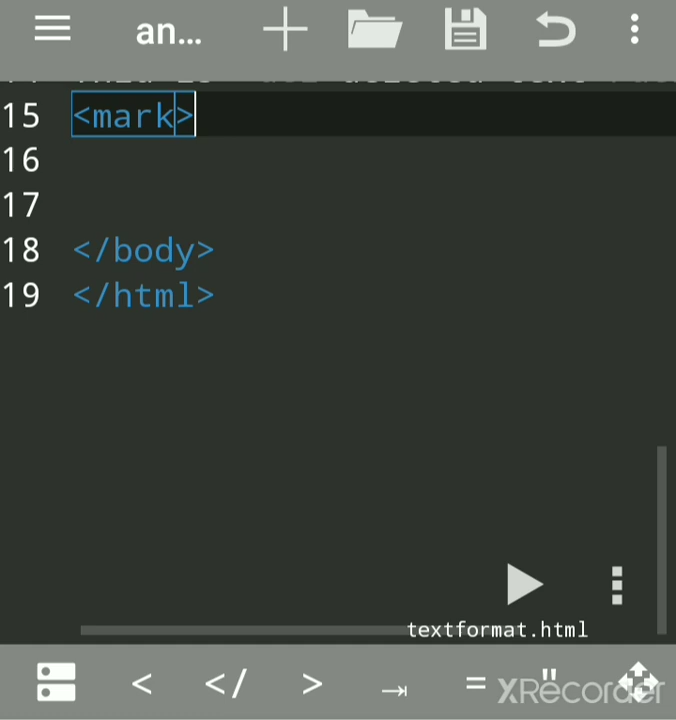 an...
15 <mark>
16
17
18 </body>
19 </html>
textformat.html
< </ > ⇥ = "
XRecorder